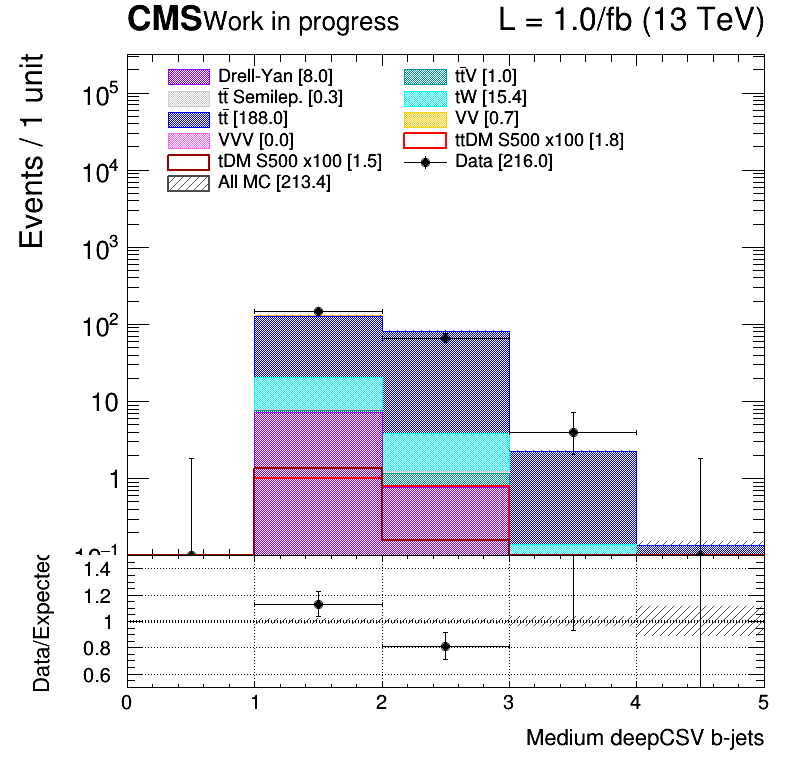 CMS Work in progress L = 1.0/fb (13 TeV)
Events / 1 unit
Drell-Yan [8.0] tt̄V [1.0]
tt̄ Semilep. [0.3] tW [15.4]
tt̄ [188.0] VV [0.7]
VVV [0.0] ttDM S500 x100 [1.8]
tDM S500 x100 [1.5] Data [216.0]
All MC [213.4]
10⁵
10⁴
10³
10²
10
1
10⁻¹
Data/Expected
1.4
1.2
1
0.8
0.6
0 1 2 3 4 5
Medium deepCSV b-jets